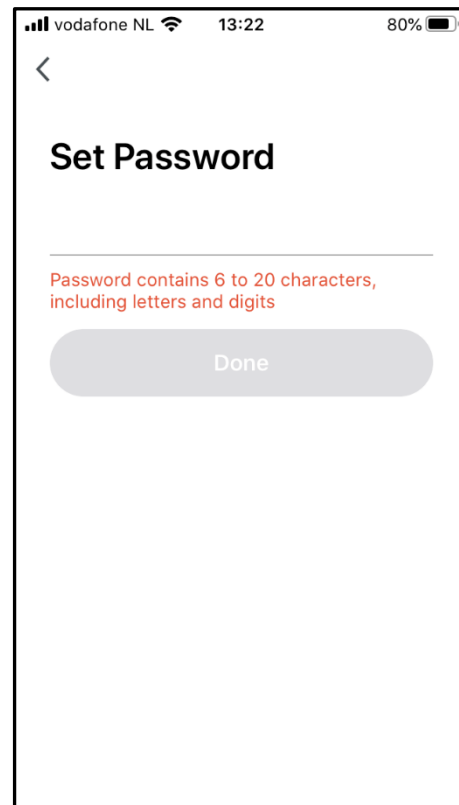 vodafone NL 13:22 80%
Set Password
Password contains 6 to 20 characters,
including letters and digits
Done